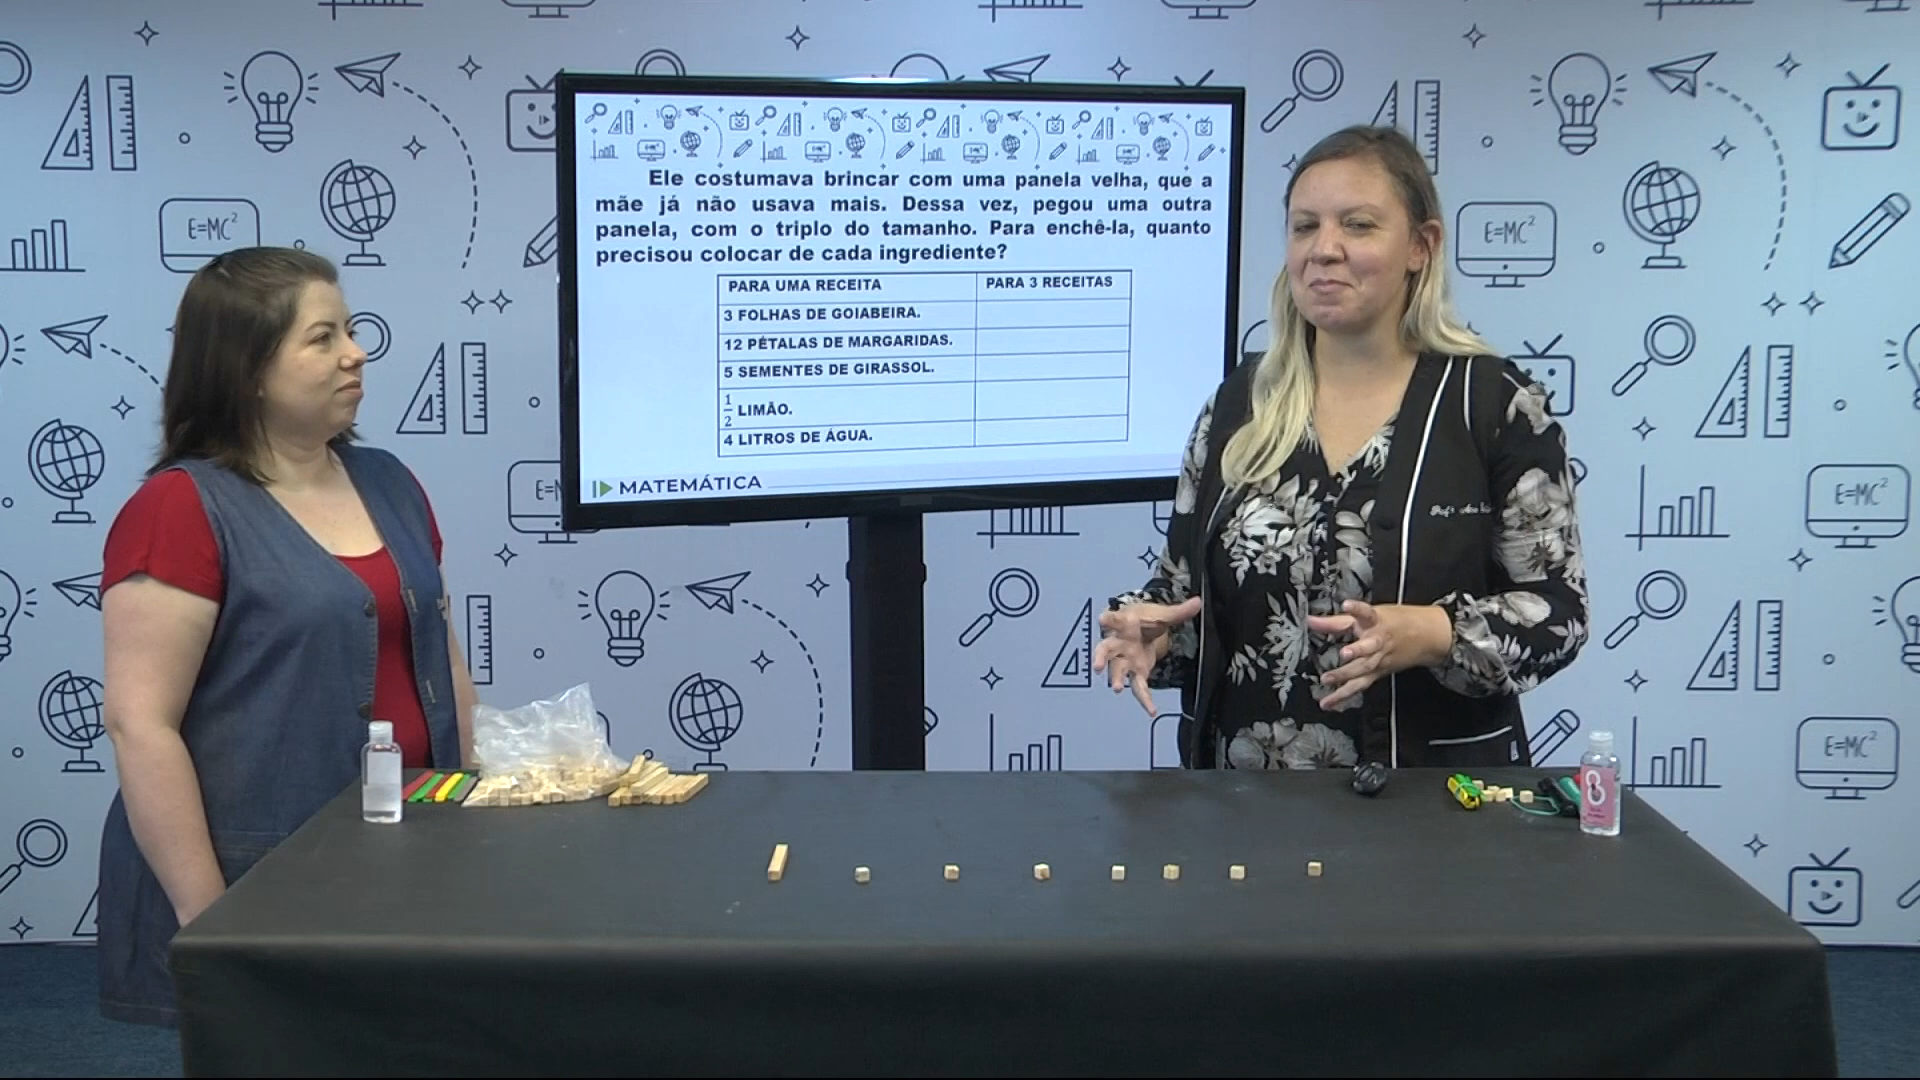 Ele costumava brincar com uma panela velha, que a
mãe já não usava mais. Dessa vez, pegou uma outra
panela, com o triplo do tamanho. Para enchê-la, quanto
precisou colocar de cada ingrediente?
PARA UMA RECEITA PARA 3 RECEITAS
3 FOLHAS DE GOIABEIRA.
12 PÉTALAS DE MARGARIDAS.
5 SEMENTES DE GIRASSOL.
1/2 LIMÃO.
4 LITROS DE ÁGUA.
MATEMÁTICA
E=MC²
E=MC²
E=MC²
E=MC²